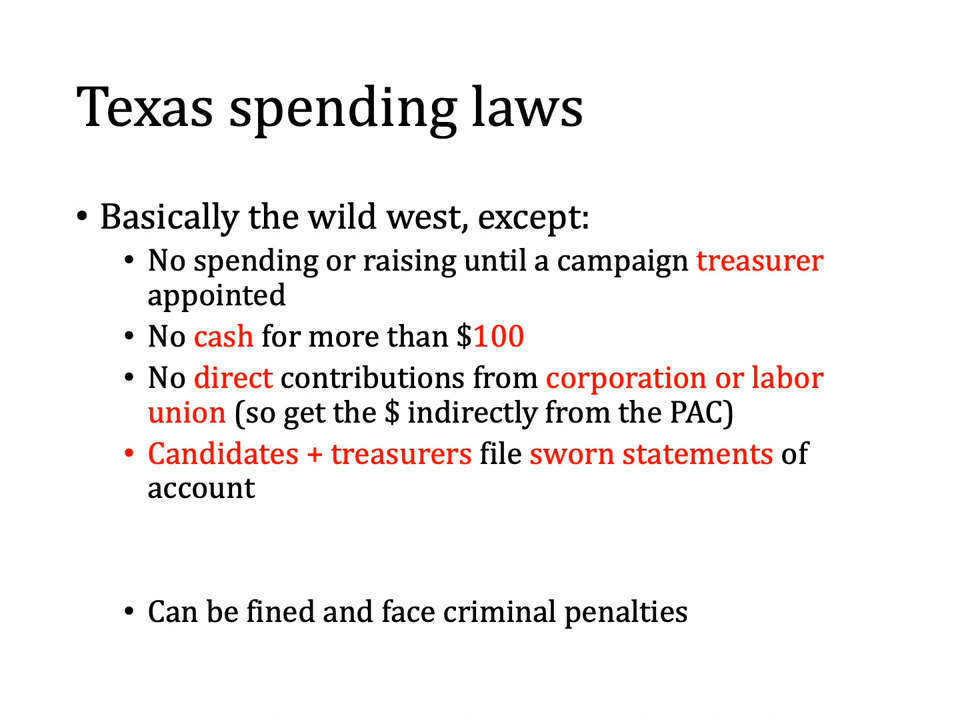 Texas spending laws
• Basically the wild west, except:
• No spending or raising until a campaign treasurer
appointed
• No cash for more than $100
• No direct contributions from corporation or labor
union (so get the $ indirectly from the PAC)
• Candidates + treasurers file sworn statements of
account
• Can be fined and face criminal penalties